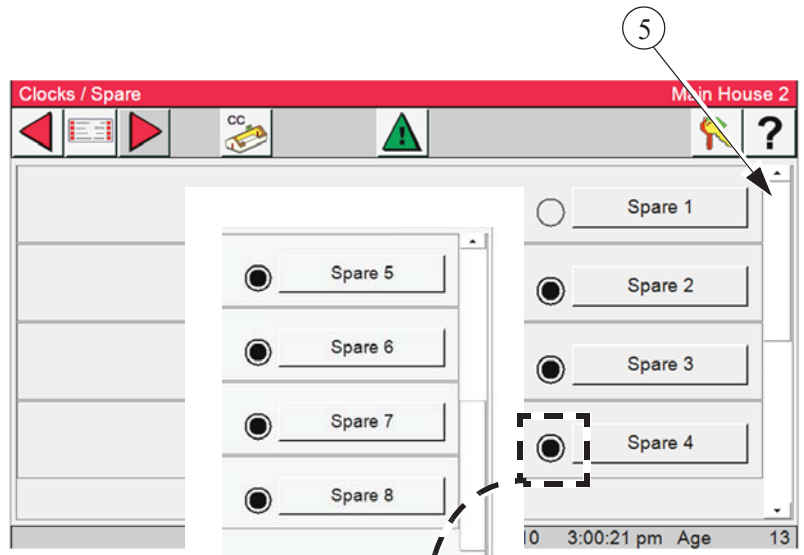 5
Clocks / Spare
Main House 2
CC
?
Spare 1
Spare 2
Spare 3
Spare 4
Spare 5
Spare 6
Spare 7
Spare 8
10 3:00:21 pm Age 13